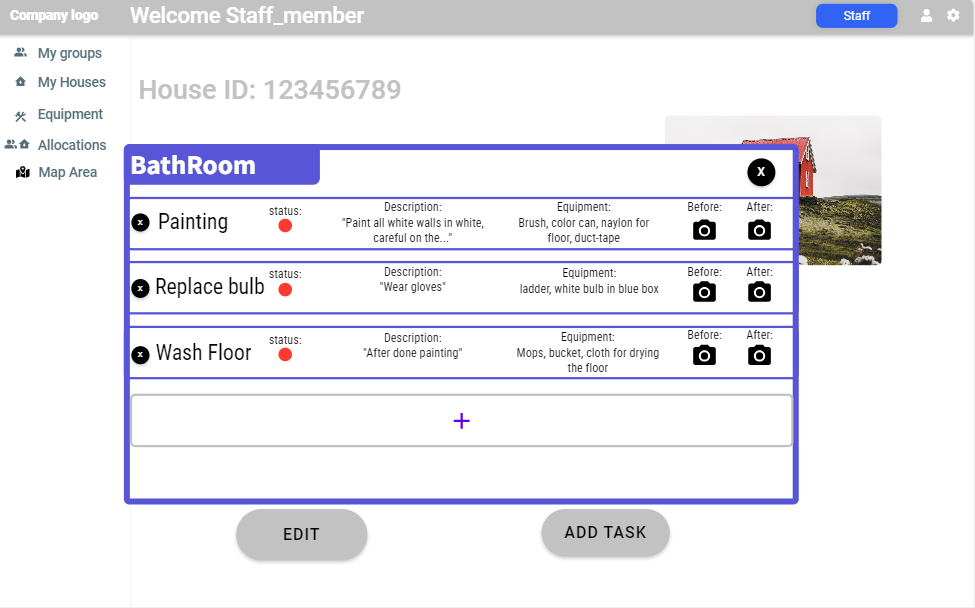 Company logo
Welcome Staff_member
Staff
My groups
My Houses
Equipment
Allocations
Map Area
House ID: 123456789
BathRoom
X
x
Painting
status:
Description:
"Paint all white walls in white,
careful on the..."
Equipment:
Brush, color can, naylon for
floor, duct-tape
Before:
After:
x
Replace bulb
status:
Description:
"Wear gloves"
Equipment:
ladder, white bulb in blue box
Before:
After:
x
Wash Floor
status:
Description:
"After done painting"
Equipment:
Mops, bucket, cloth for drying
the floor
Before:
After:
+
EDIT
ADD TASK